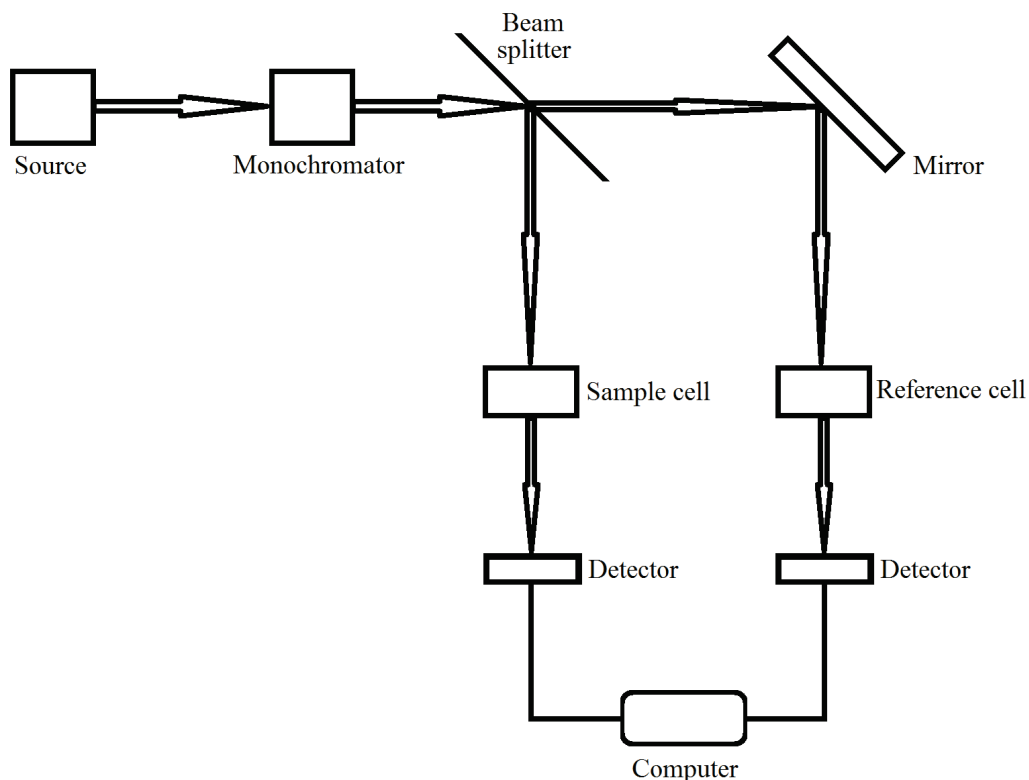 Beam
splitter
Source
Monochromator
Mirror
Sample cell
Reference cell
Detector
Detector
Computer